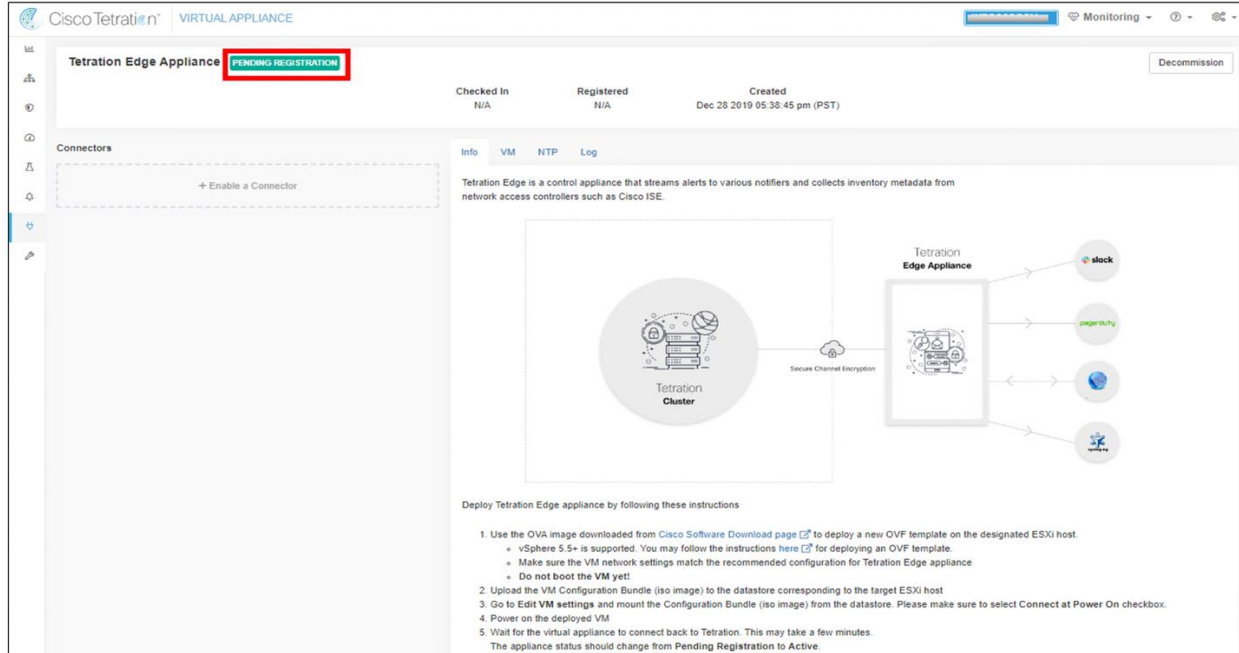 Cisco Tetration™ VIRTUAL APPLIANCE
Monitoring
Tetration Edge Appliance PENDING REGISTRATION
Decommission
Checked In Registered Created
N/A N/A Dec 28 2019 05:38:45 pm (PST)
Connectors
+ Enable a Connector
Info VM NTP Log
Tetration Edge is a control appliance that streams alerts to various notifiers and collects inventory metadata from
network access controllers such as Cisco ISE.
Tetration
Edge Appliance
slack
pagerduty
Secure Channel Encryption
Tetration
Cluster
Deploy Tetration Edge appliance by following these instructions
1. Use the OVA image downloaded from Cisco Software Download page to deploy a new OVF template on the designated ESXi host.
vSphere 5.5+ is supported. You may follow the instructions here for deploying an OVF template.
Make sure the VM network settings match the recommended configuration for Tetration Edge appliance
Do not boot the VM yet!
2. Upload the VM Configuration Bundle (iso image) to the datastore corresponding to the target ESXi host
3. Go to Edit VM settings and mount the Configuration Bundle (iso image) from the datastore. Please make sure to select Connect at Power On checkbox.
4. Power on the deployed VM
5. Wait for the virtual appliance to connect back to Tetration. This may take a few minutes.
The appliance status should change from Pending Registration to Active.